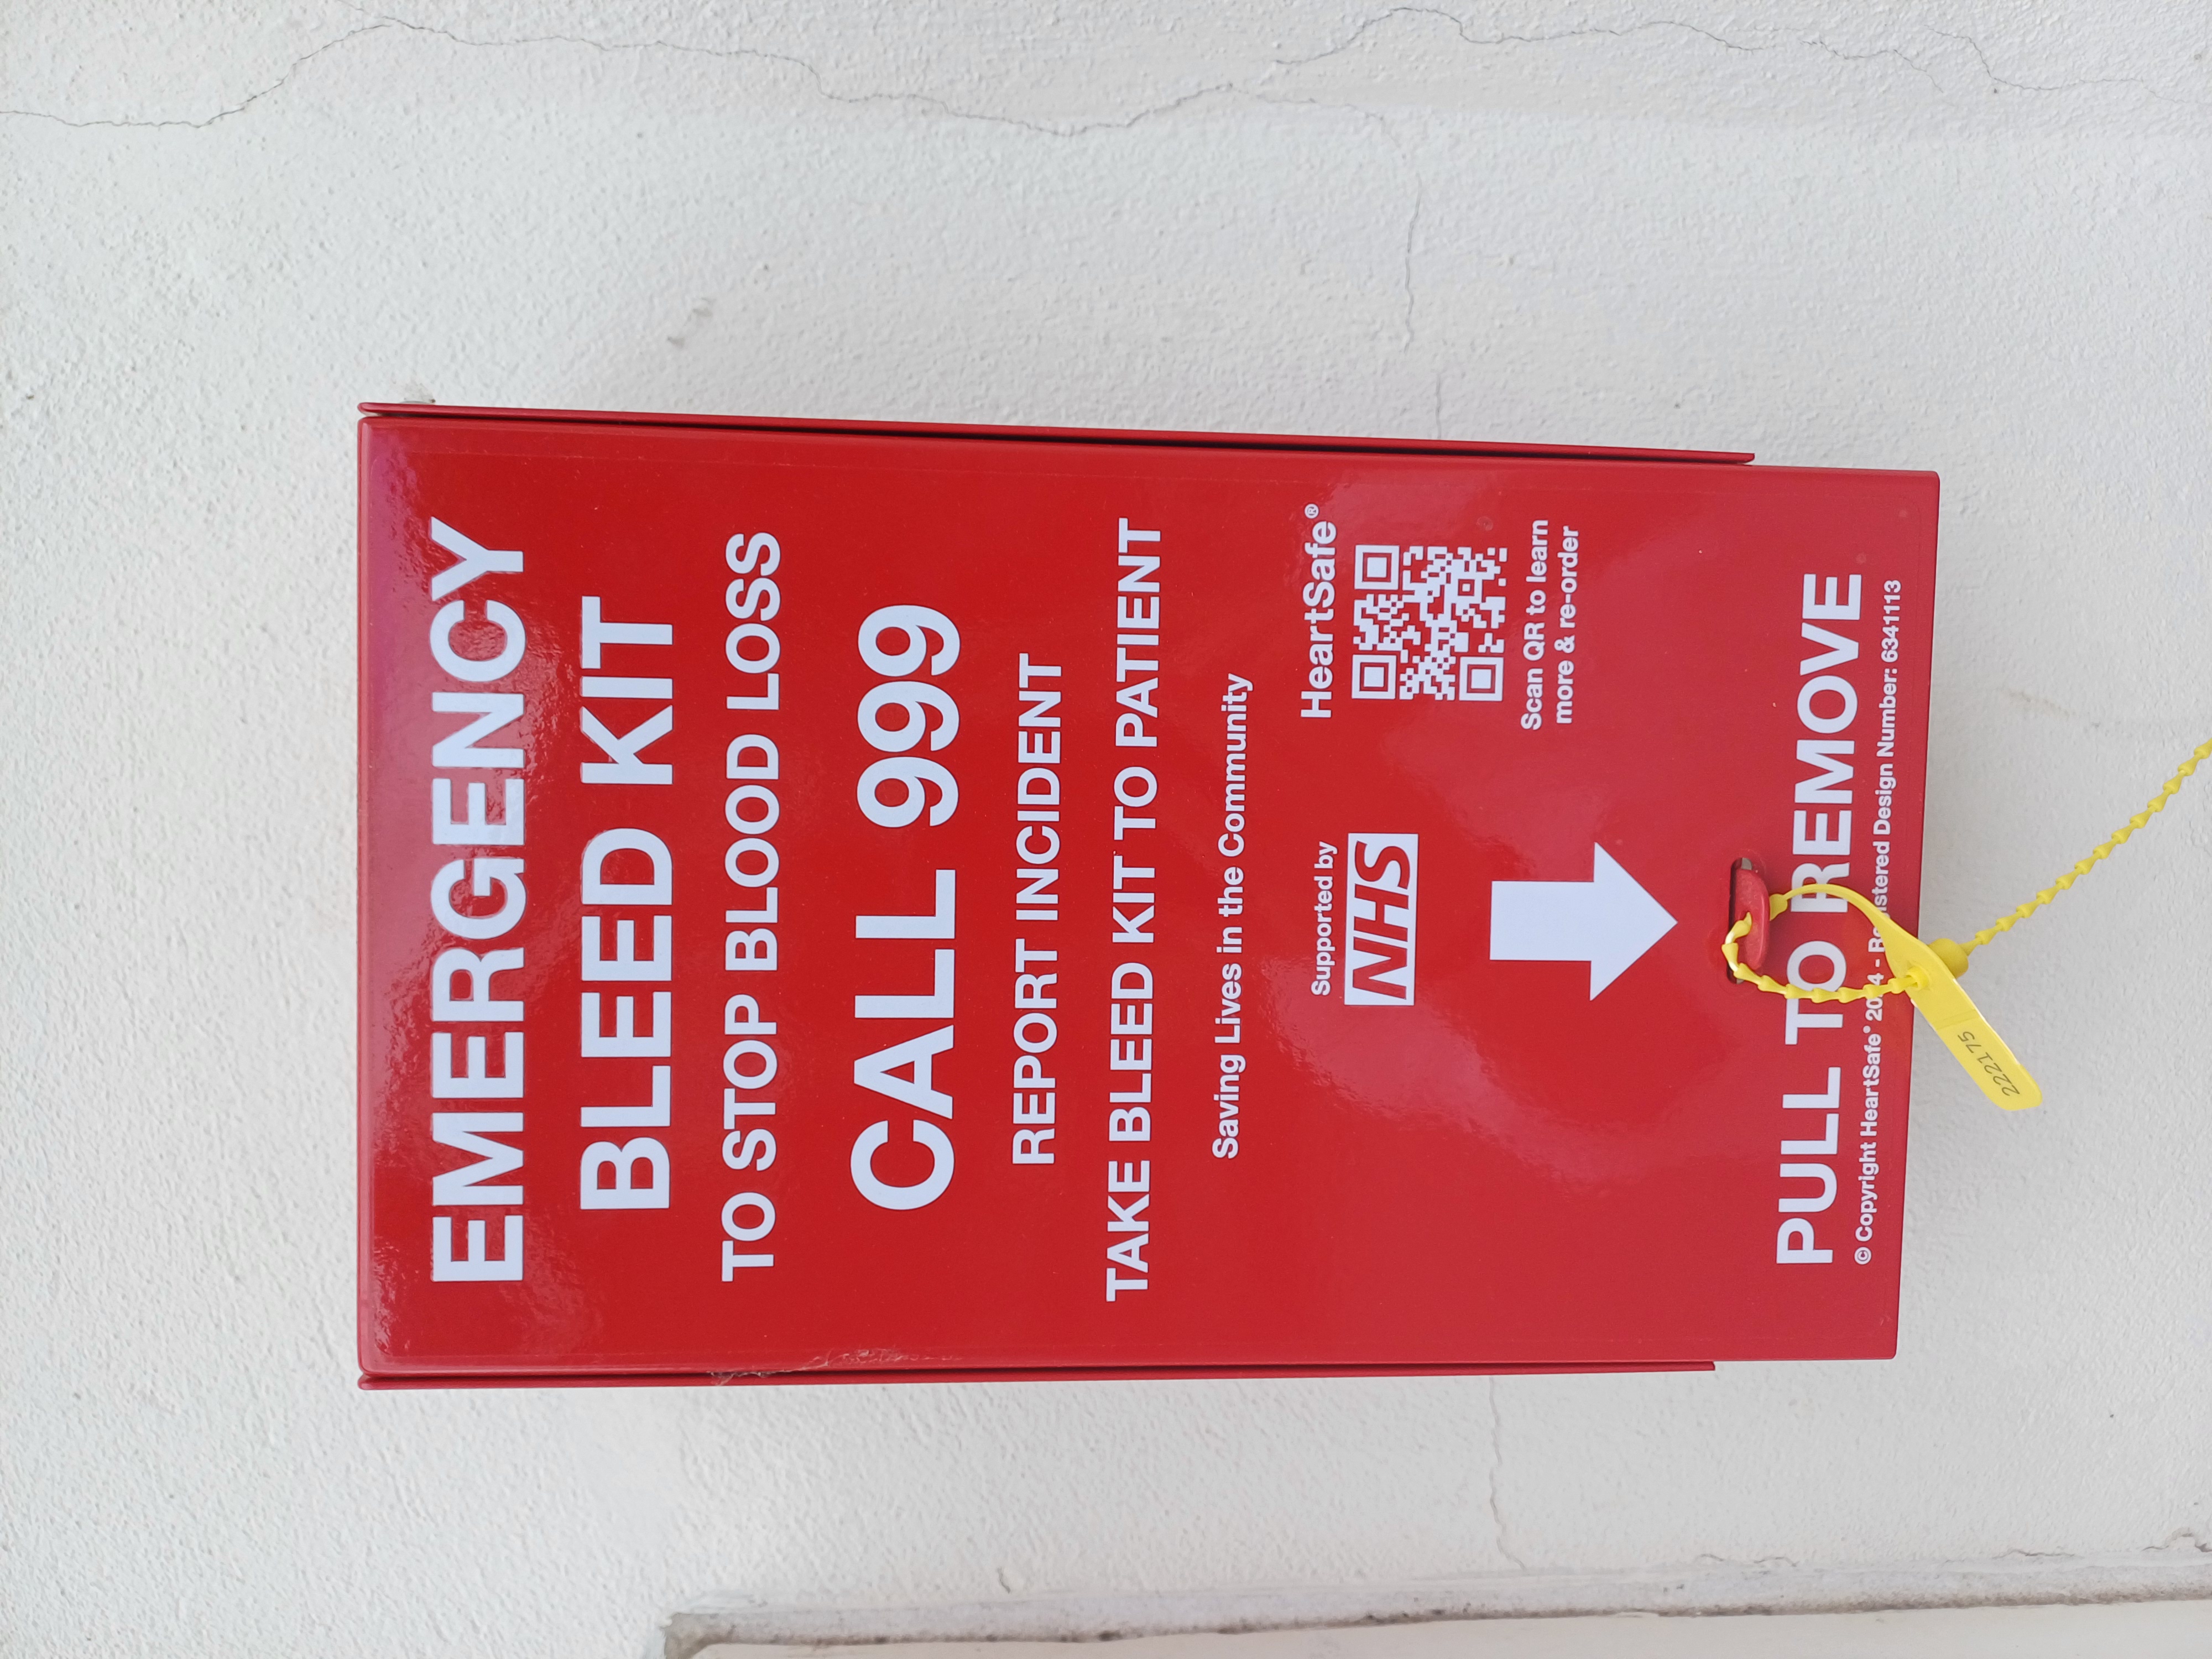 EMERGENCY
BLEED KIT
TO STOP BLOOD LOSS
CALL 999
REPORT INCIDENT
TAKE BLEED KIT TO PATIENT
Saving Lives in the Community
Supported by
NHS
HeartSafe®
Scan QR to learn
more & re-order
PULL TO REMOVE
© Copyright HeartSafe® - Registered Design Number: 6341113
222175